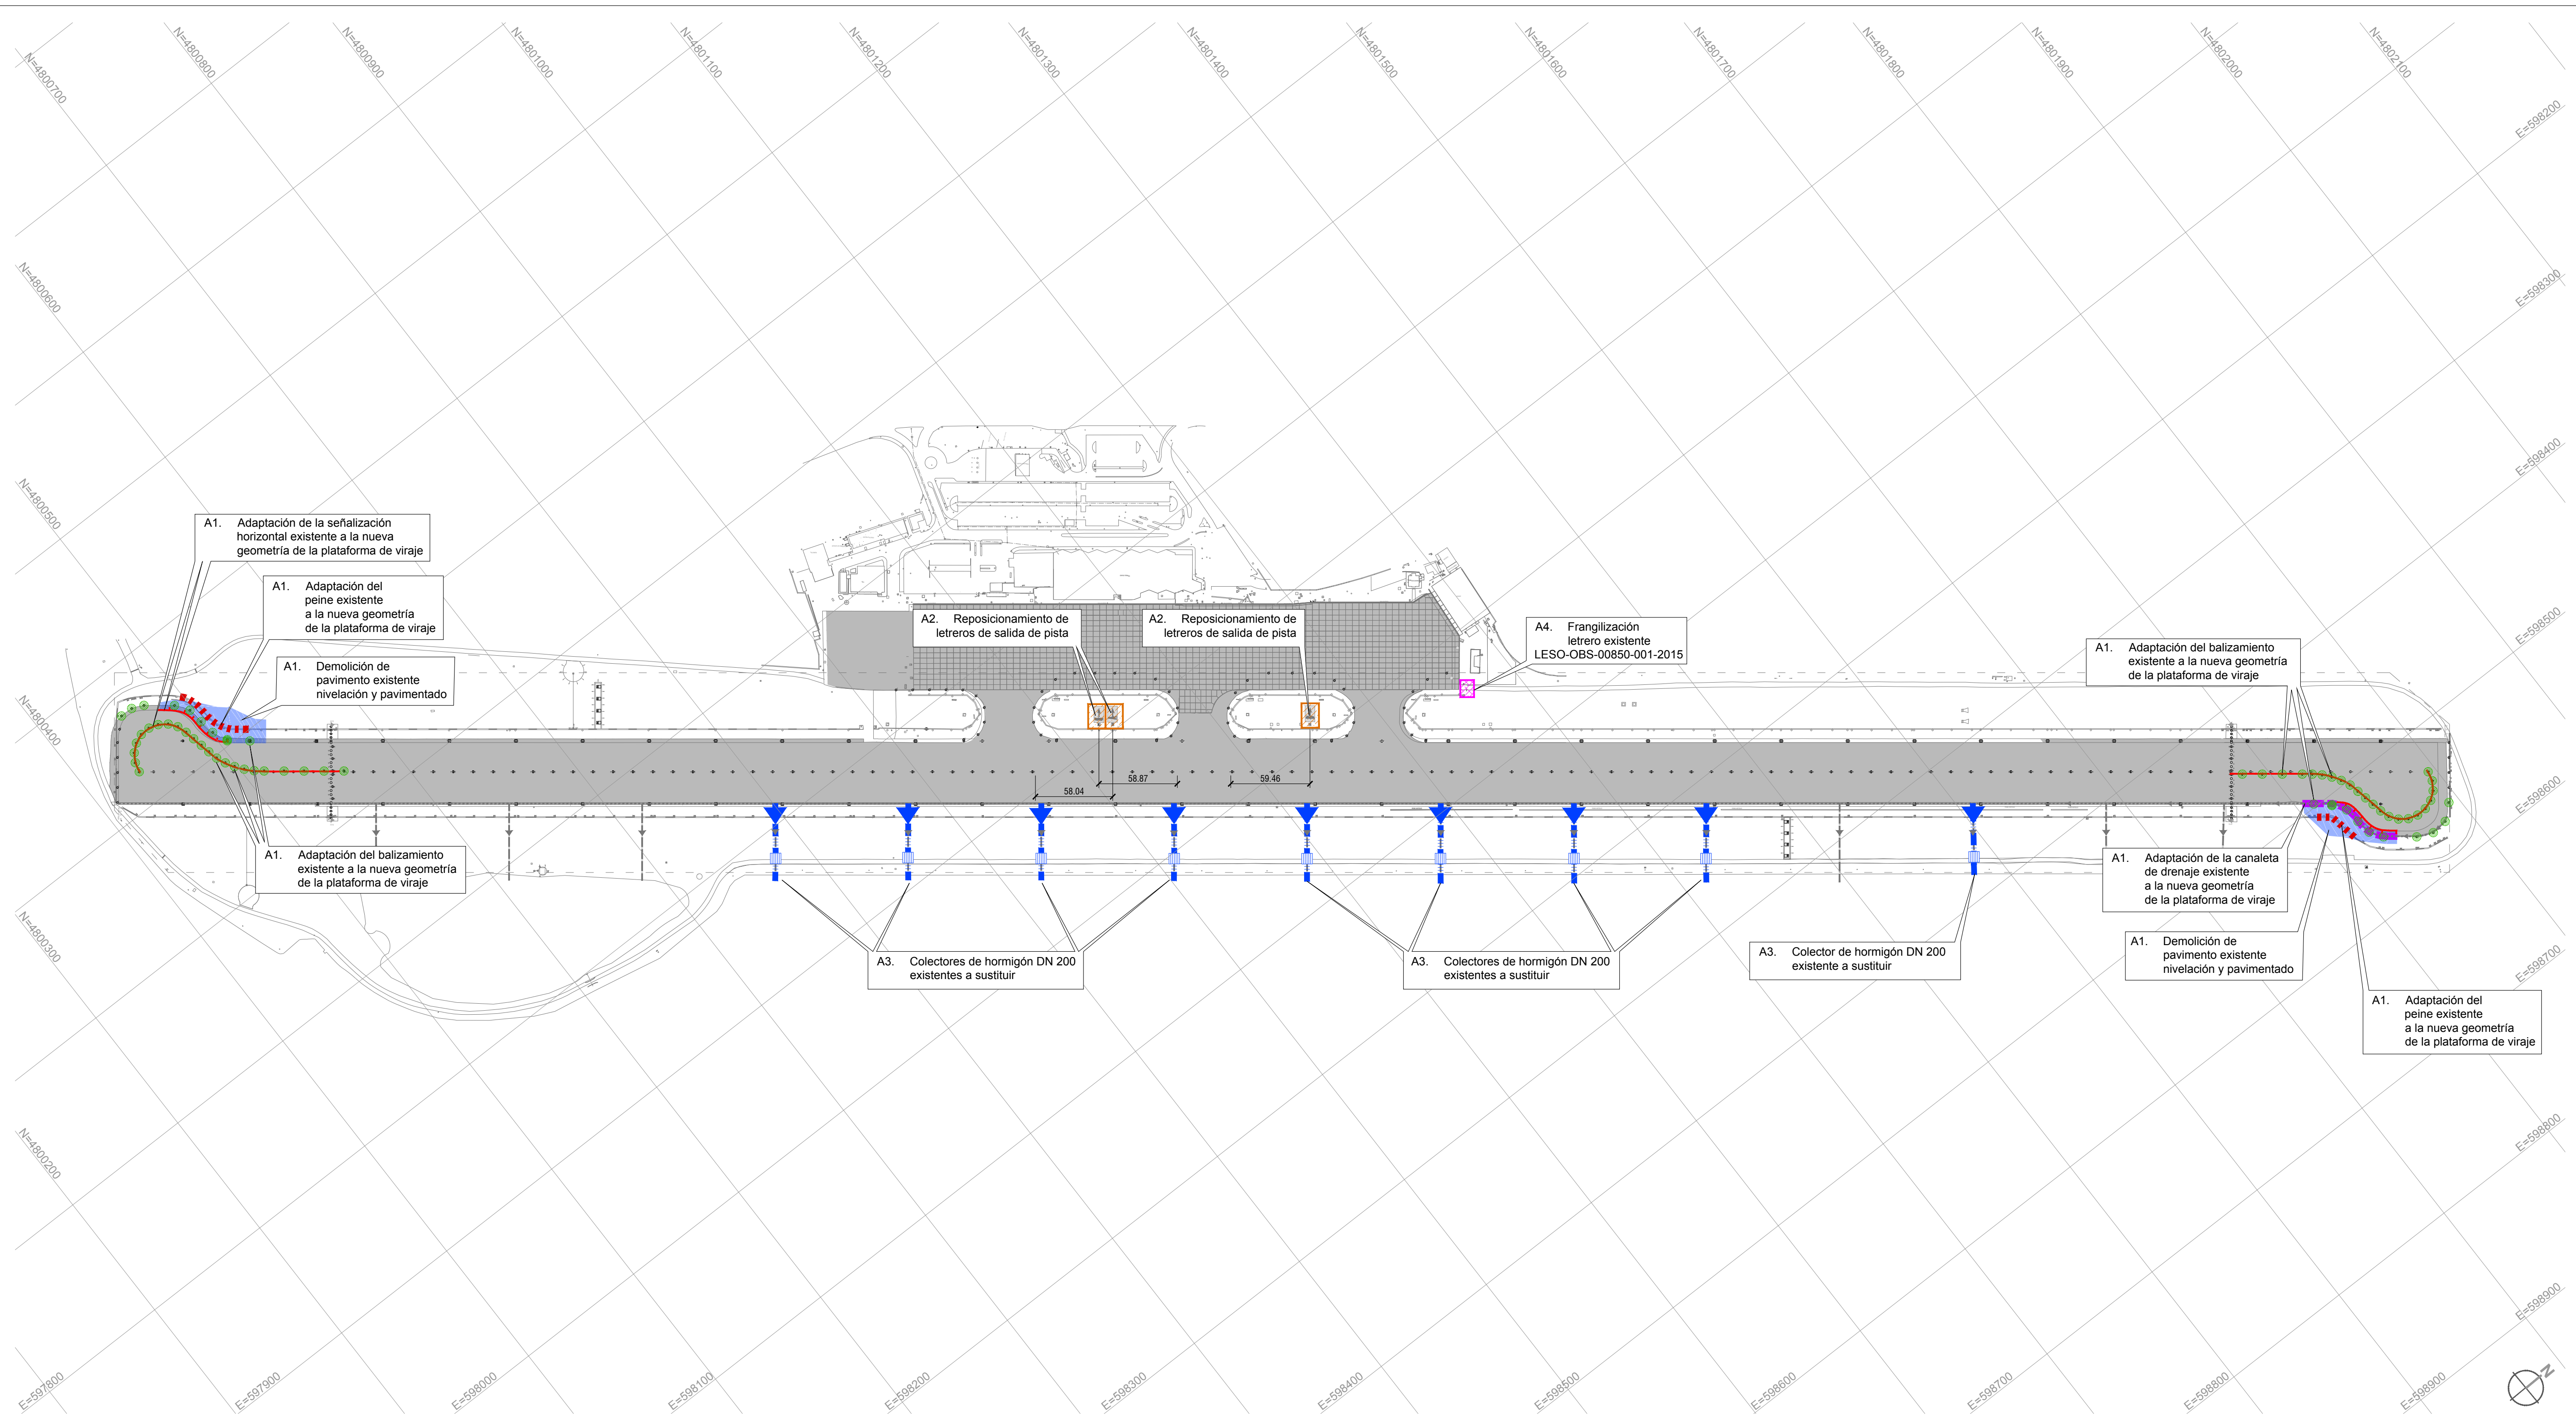 N=4800700
N=4800800
N=4800900
N=4801000
N=4801100
N=4801200
N=4801300
N=4801400
N=4801500
N=4801600
N=4801700
N=4801800
N=4801900
N=4802000
N=4802100
E=598200
N=4800600
E=598300
N=4800500
E=598400
A1. Adaptación de la señalización
horizontal existente a la nueva
geometría de la plataforma de viraje
A1. Adaptación del
peine existente
a la nueva geometría
de la plataforma de viraje
A1. Demolición de
pavimento existente
nivelación y pavimentado
A2. Reposicionamiento de
letreros de salida de pista
A2. Reposicionamiento de
letreros de salida de pista
A4. Frangilización
letrero existente
LESO-OBS-00850-001-2015
E=598500
A1. Adaptación del balizamiento
existente a la nueva geometría
de la plataforma de viraje
N=4800400
58.87
59.46
58.04
E=598600
A1. Adaptación del balizamiento
existente a la nueva geometría
de la plataforma de viraje
A1. Adaptación de la canaleta
de drenaje existente
a la nueva geometría
de la plataforma de viraje
N=4800300
A3. Colectores de hormigón DN 200
existentes a sustituir
A3. Colectores de hormigón DN 200
existentes a sustituir
A3. Colector de hormigón DN 200
existente a sustituir
A1. Demolición de
pavimento existente
nivelación y pavimentado
E=598700
A1. Adaptación del
peine existente
a la nueva geometría
de la plataforma de viraje
N=4800200
E=598800
E=598900
E=597800
E=597900
E=598000
E=598100
E=598200
E=598300
E=598400
E=598500
E=598600
E=598700
E=598800
E=598900
N